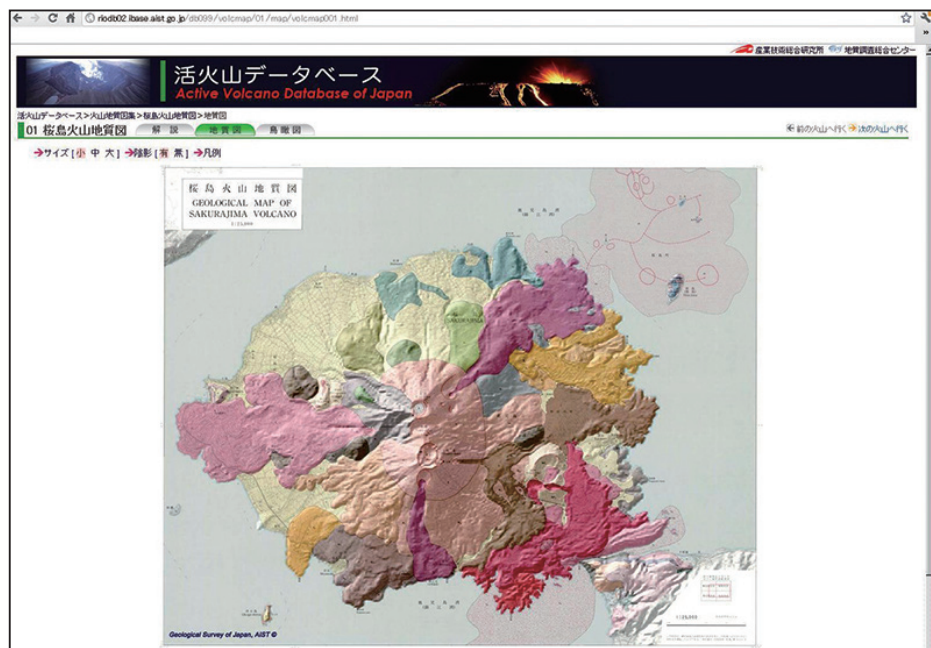 riodb02.ibase.aist.go.jp/db099/volcmap/01/map/volcmap001.html
産業技術総合研究所 地質調査総合センター
活火山データベース
Active Volcano Database of Japan
活火山データベース>火山地質図集>桜島火山地質図>地質図
01 桜島火山地質図 解説 地質図 鳥瞰図 前の火山へ行く 次の火山へ行く
サイズ [小 中 大] 陰影 [有 無] 凡例
桜島火山地質図
GEOLOGICAL MAP OF
SAKURAJIMA VOLCANO
1:25,000
Geological Survey of Japan, AIST ©